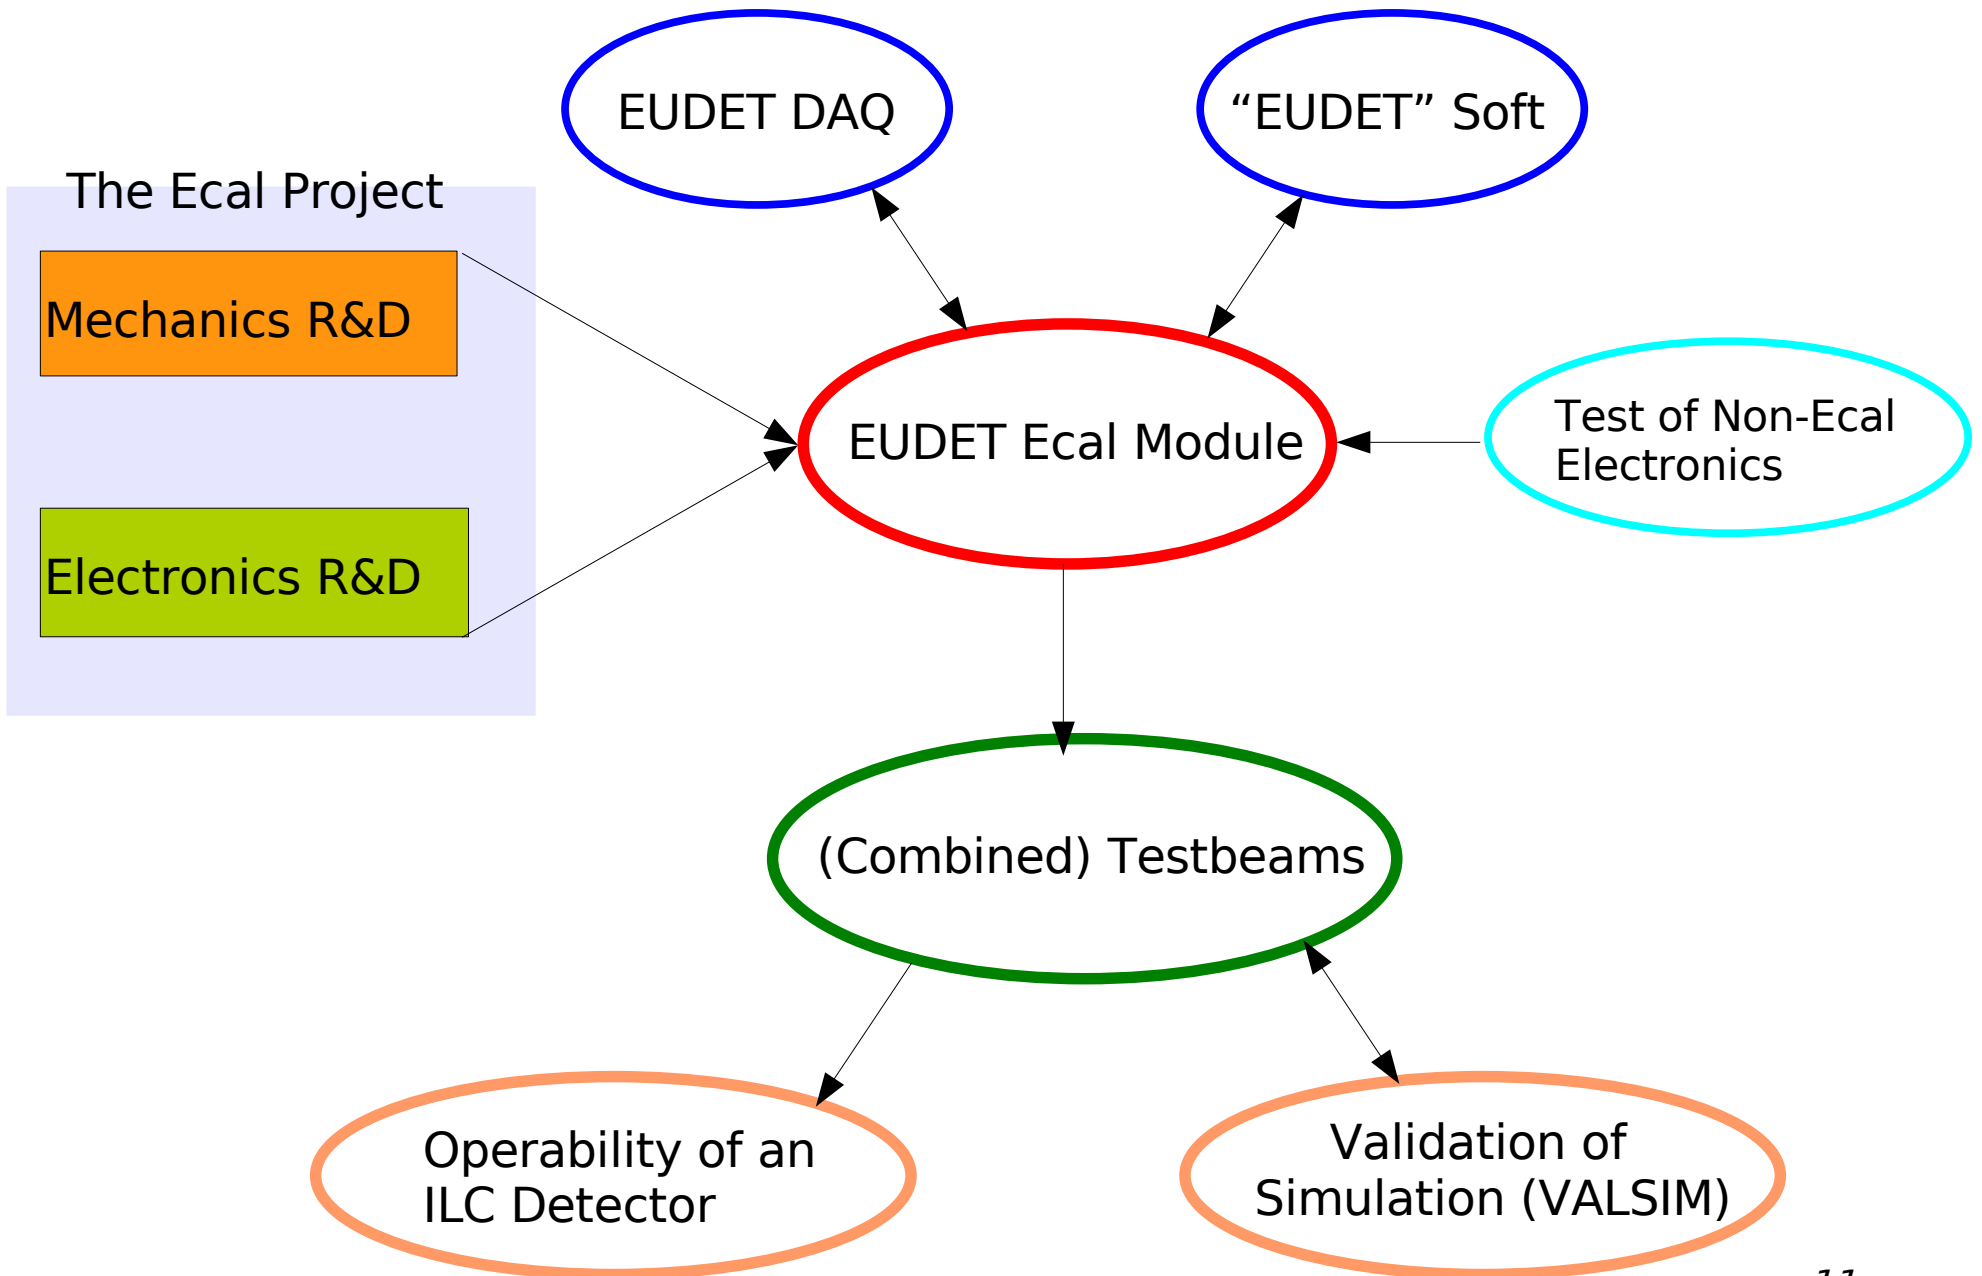 EUDET DAQ
“EUDET” Soft
The Ecal Project
Mechanics R&D
EUDET Ecal Module
Test of Non-Ecal
Electronics
Electronics R&D
(Combined) Testbeams
Operability of an
ILC Detector
Validation of
Simulation (VALSIM)
11